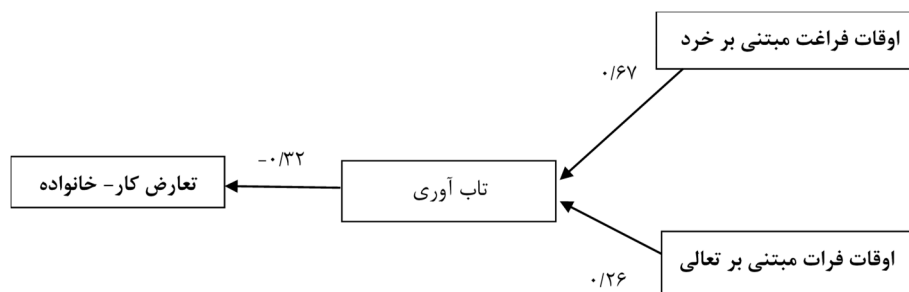 اوقات فراغت مبتنی بر خرد
۰/۶۷
-۰/۳۲
تعارض کار- خانواده
تاب آوری
اوقات فرات مبتنی بر تعالی
۰/۲۶